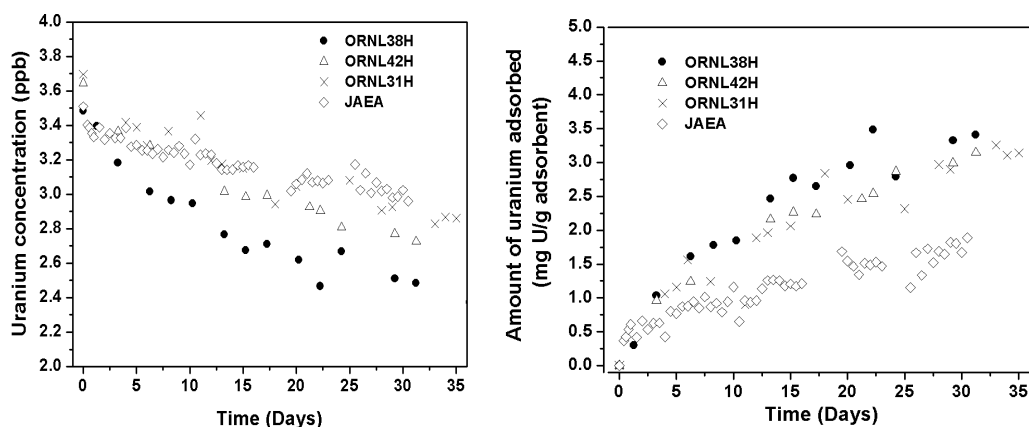 4.0
3.8
3.6
3.4
3.2
3.0
2.8
2.6
2.4
2.2
2.0
Uranium concentration (ppb)
ORNL38H
ORNL42H
ORNL31H
JAEA
0 5 10 15 20 25 30 35
Time (Days)
5.0
4.5
4.0
3.5
3.0
2.5
2.0
1.5
1.0
0.5
0.0
Amount of uranium adsorbed
(mg U/g adsorbent)
ORNL38H
ORNL42H
ORNL31H
JAEA
0 5 10 15 20 25 30 35
Time (Days)